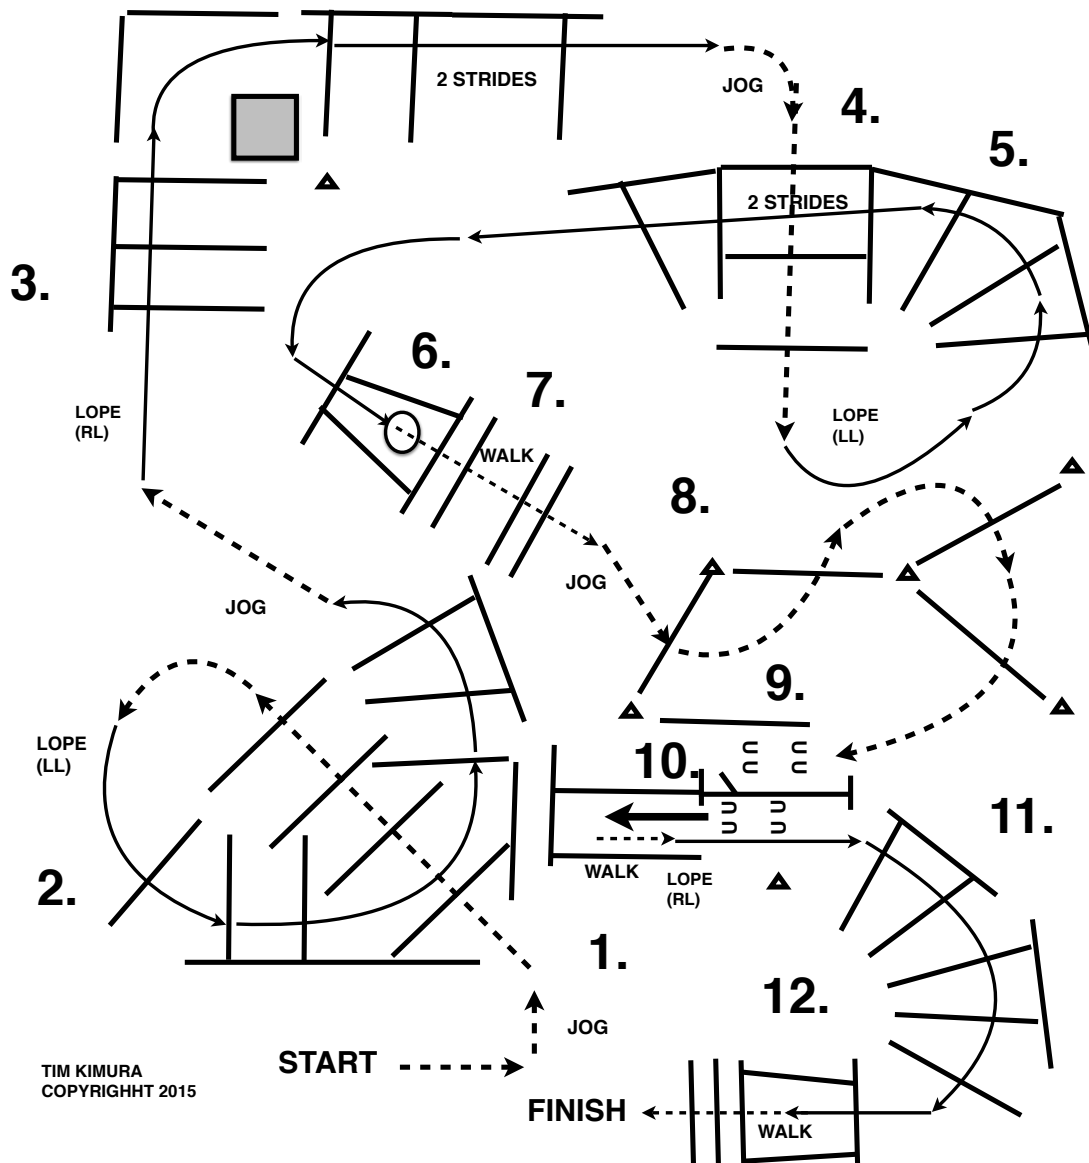 2 STRIDES
JOG
4.
5.
2 STRIDES
3.
6.
7.
LOPE
(RL)
LOPE
(LL)
WALK
8.
JOG
JOG
9.
LOPE
(LL)
10.
11.
2.
WALK
LOPE
(RL)
1.
12.
JOG
START
TIM KIMURA
COPYRIGHHT 2015
FINISH
WALK